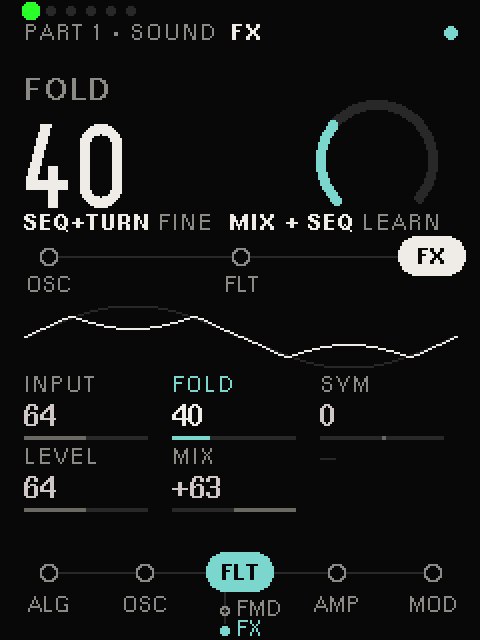 PART 1 · SOUND FX
FOLD
40
SEQ+TURN FINE MIX + SEQ LEARN
FX
OSC FLT
INPUT FOLD SYM
64 40 0
LEVEL MIX —
64 +63
FLT
ALG OSC FMD AMP MOD
FX